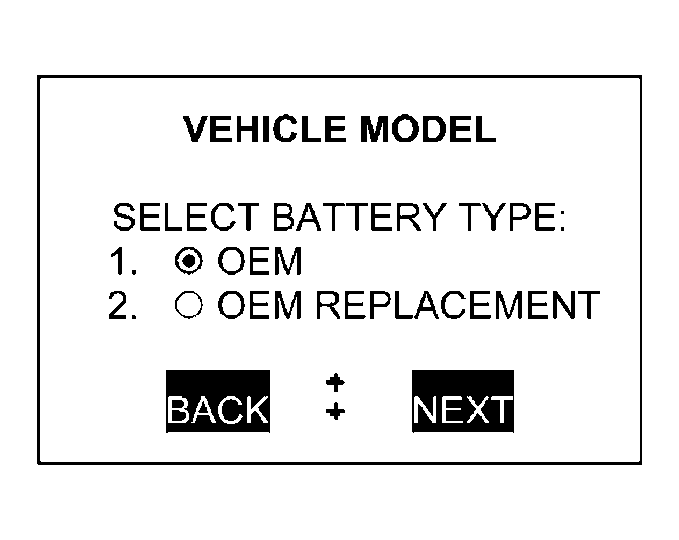 VEHICLE MODEL
SELECT BATTERY TYPE:
1. OEM
2. OEM REPLACEMENT
BACK NEXT